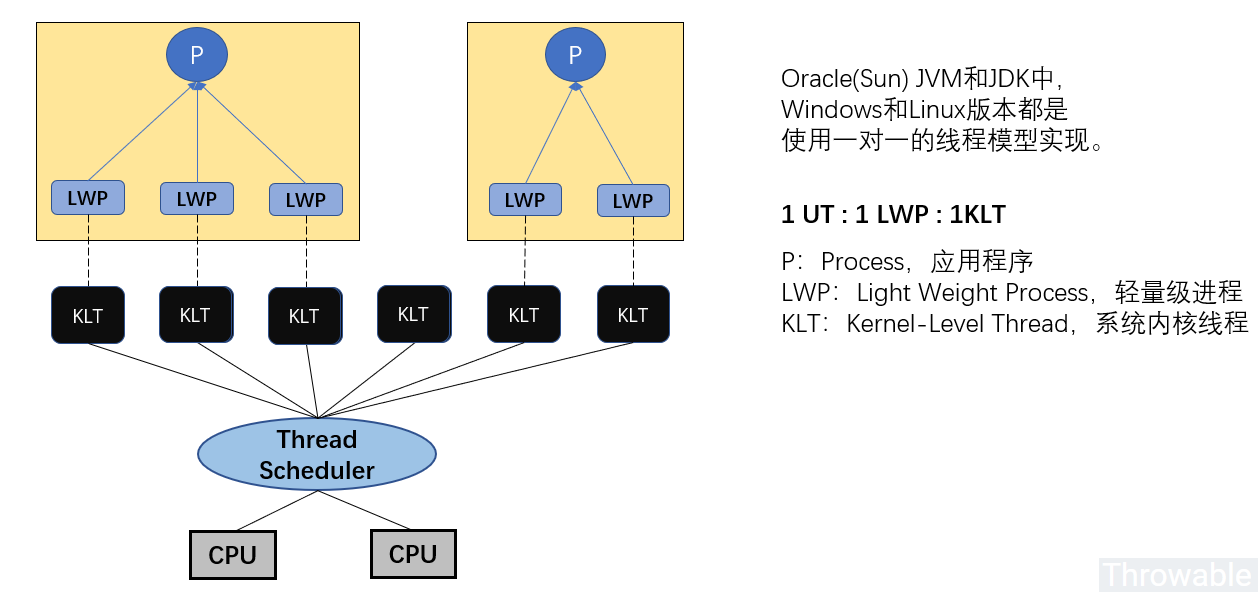 P
P
LWP
LWP
LWP
LWP
LWP
KLT
KLT
KLT
KLT
KLT
KLT
Thread
Scheduler
CPU
CPU
Oracle(Sun) JVM和JDK中,
Windows和Linux版本都是
使用一对一的线程模型实现。
1 UT : 1 LWP : 1KLT
P：Process，应用程序
LWP：Light Weight Process，轻量级进程
KLT：Kernel-Level Thread，系统内核线程
Throwable